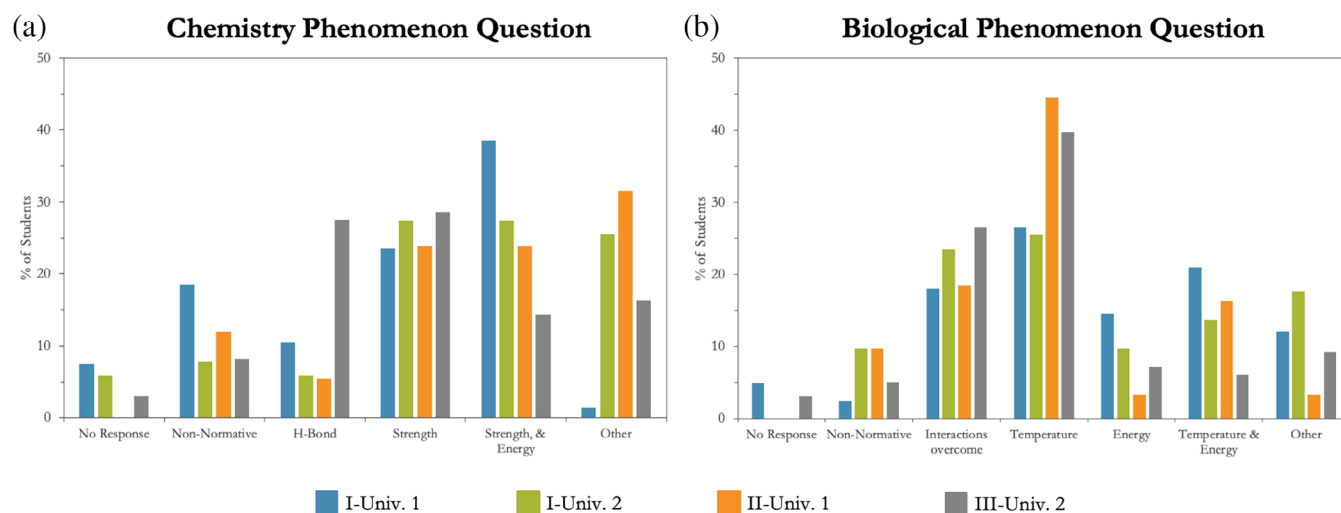 (a) Chemistry Phenomenon Question
50
40
30
20
10
0
% of Students
No Response Non-Normative H-Bond Strength Strength, & Energy Other
(b) Biological Phenomenon Question
50
40
30
20
10
0
% of Students
No Response Non-Normative Interactions overcome Temperature Energy Temperature & Energy Other
I-Univ. 1 I-Univ. 2 II-Univ. 1 III-Univ. 2